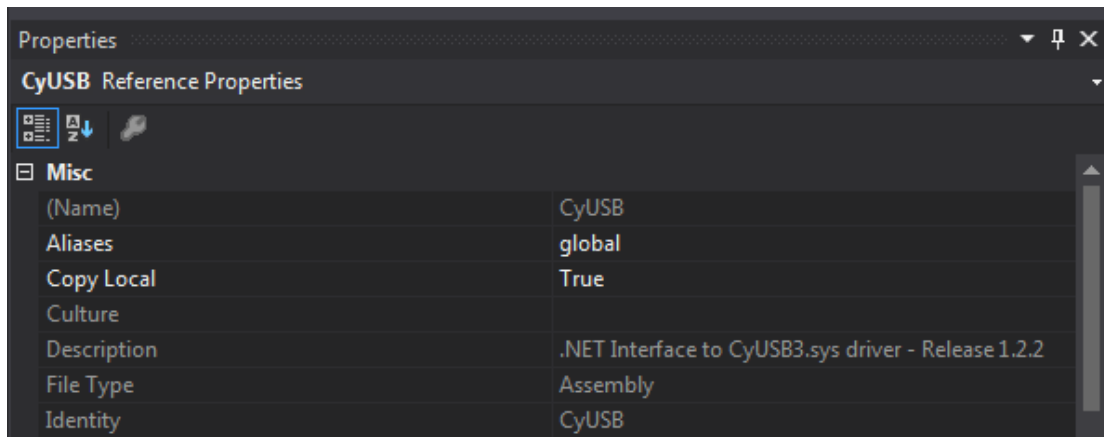 Properties
CyUSB Reference Properties
Misc
(Name) CyUSB
Aliases global
Copy Local True
Culture
Description .NET Interface to CyUSB3.sys driver - Release 1.2.2
File Type Assembly
Identity CyUSB